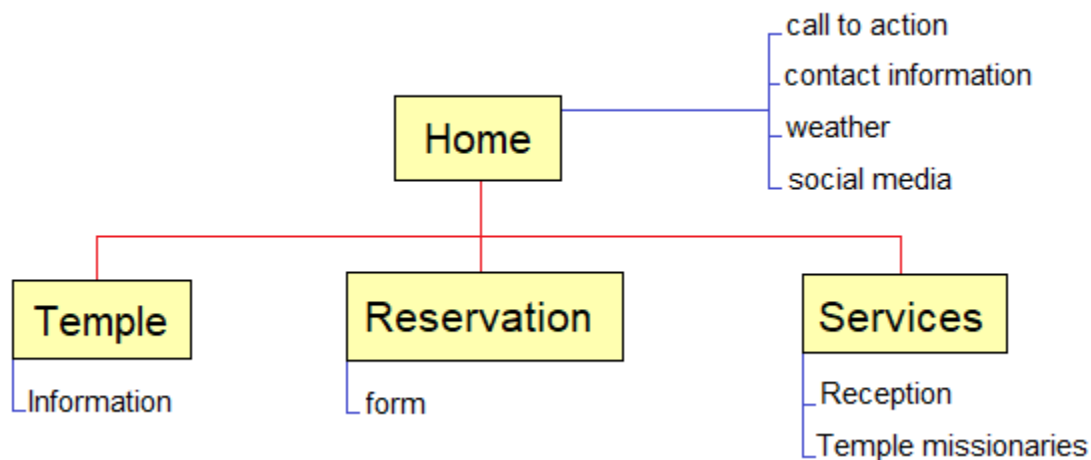 call to action
contact information
Home
weather
social media
Temple
Reservation
Services
Information
form
Reception
Temple missionaries